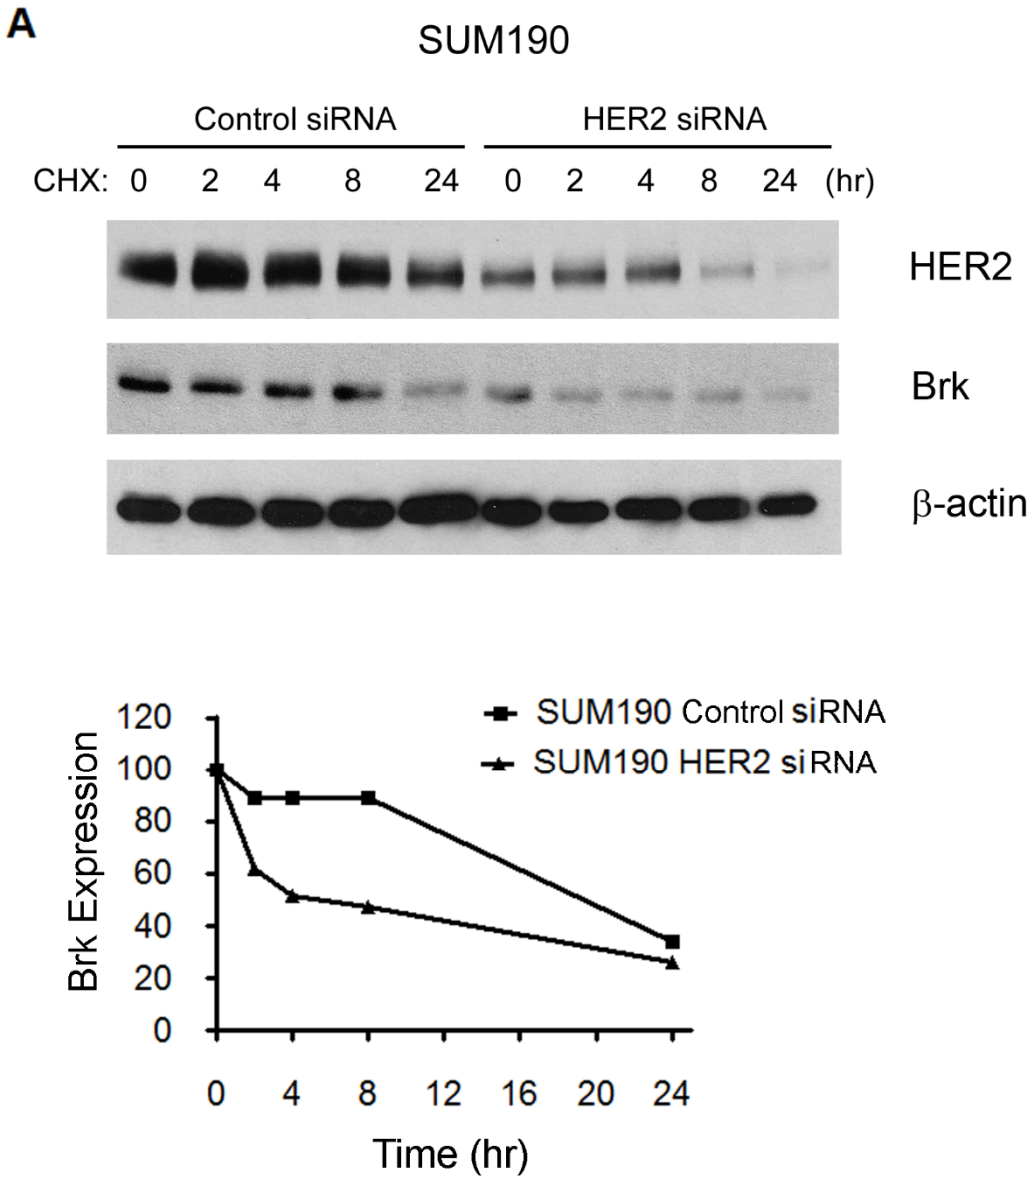 A
SUM190
Control siRNA HER2 siRNA
CHX: 0 2 4 8 24 0 2 4 8 24 (hr)
HER2
Brk
β-actin
SUM190 Control siRNA
SUM190 HER2 siRNA
Brk Expression
120
100
80
60
40
20
0
0 4 8 12 16 20 24
Time (hr)